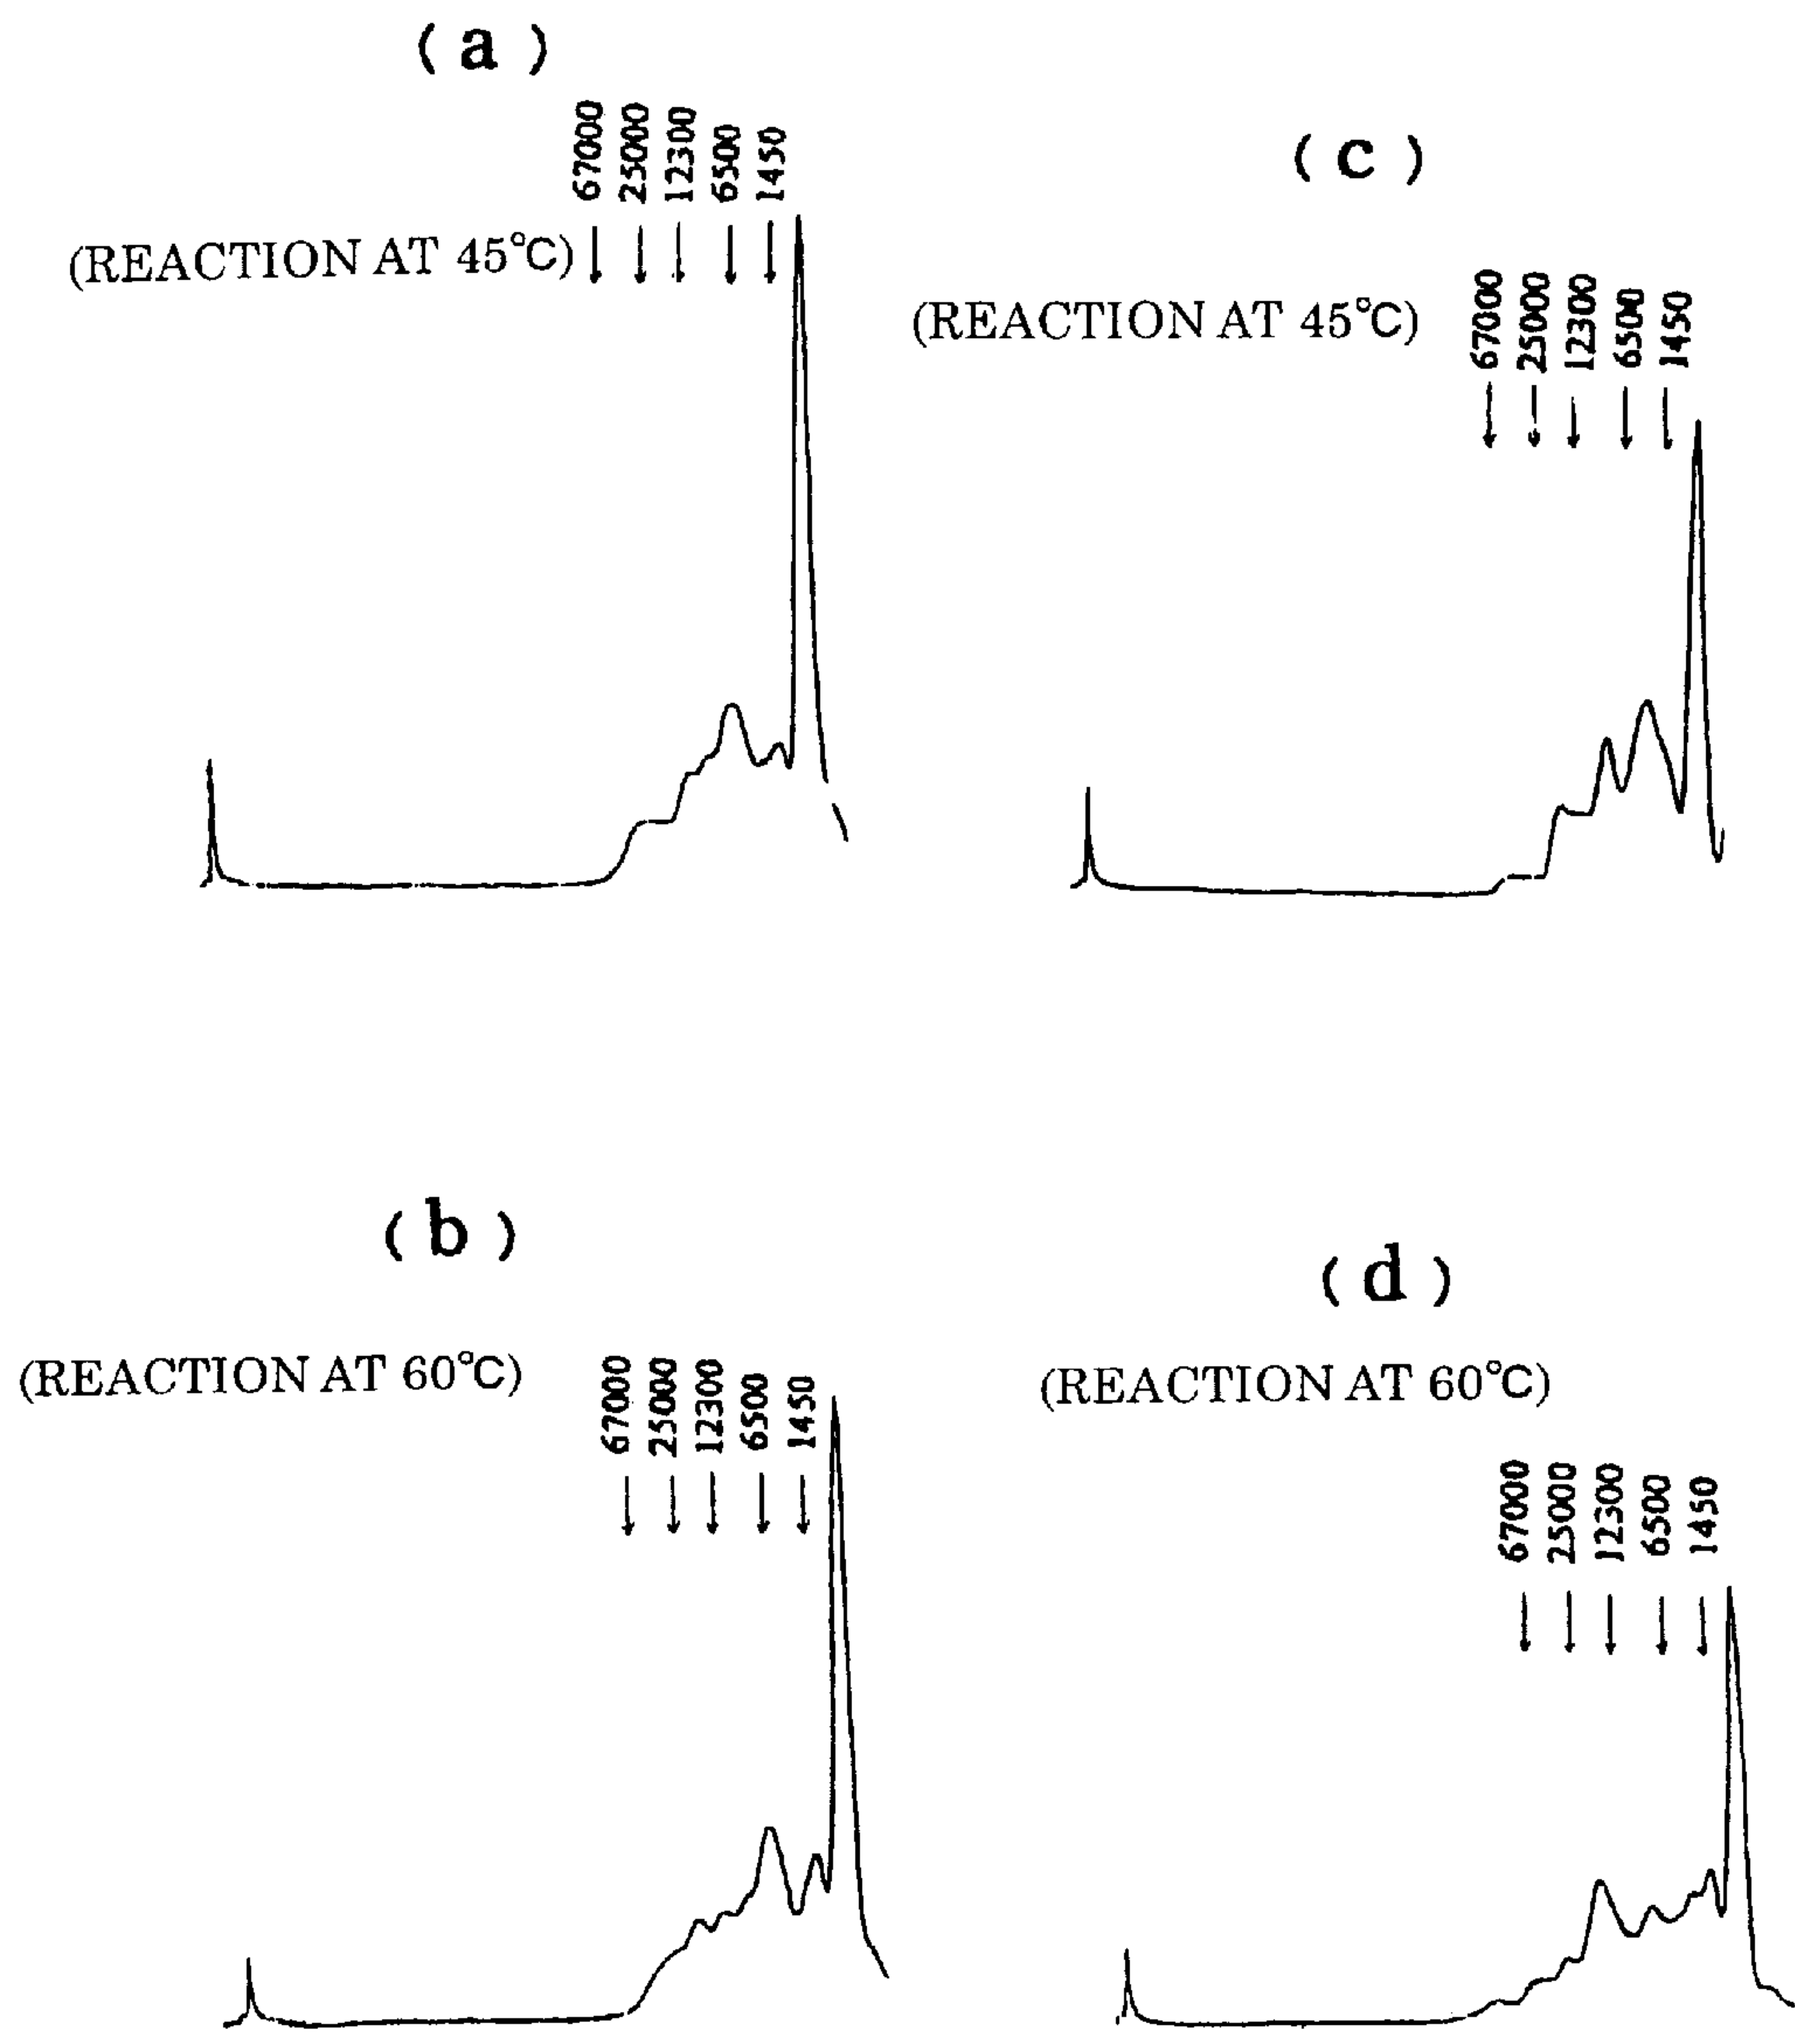 ( a )
67000
25000
12300
6500
1450
(REACTION AT 45℃)
( c )
67000
25000
12300
6500
1450
(REACTION AT 45℃)
( b )
(REACTION AT 60℃)
67000
25000
12300
6500
1450
( d )
(REACTION AT 60℃)
67000
25000
12300
6500
1450